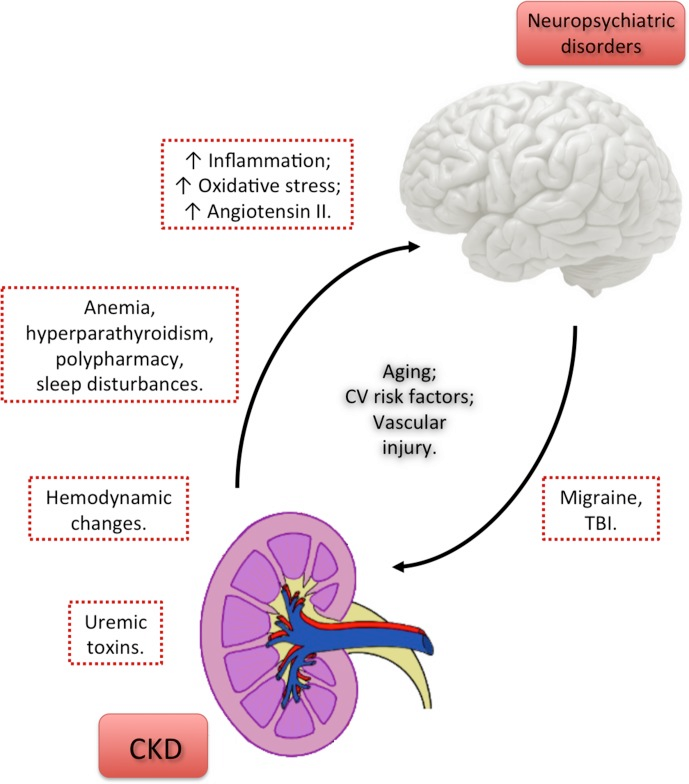 Neuropsychiatric
disorders
↑ Inflammation;
↑ Oxidative stress;
↑ Angiotensin II.
Anemia,
hyperparathyroidism,
polypharmacy,
sleep disturbances.
Aging;
CV risk factors;
Vascular
injury.
Hemodynamic
changes.
Migraine,
TBI.
Uremic
toxins.
CKD